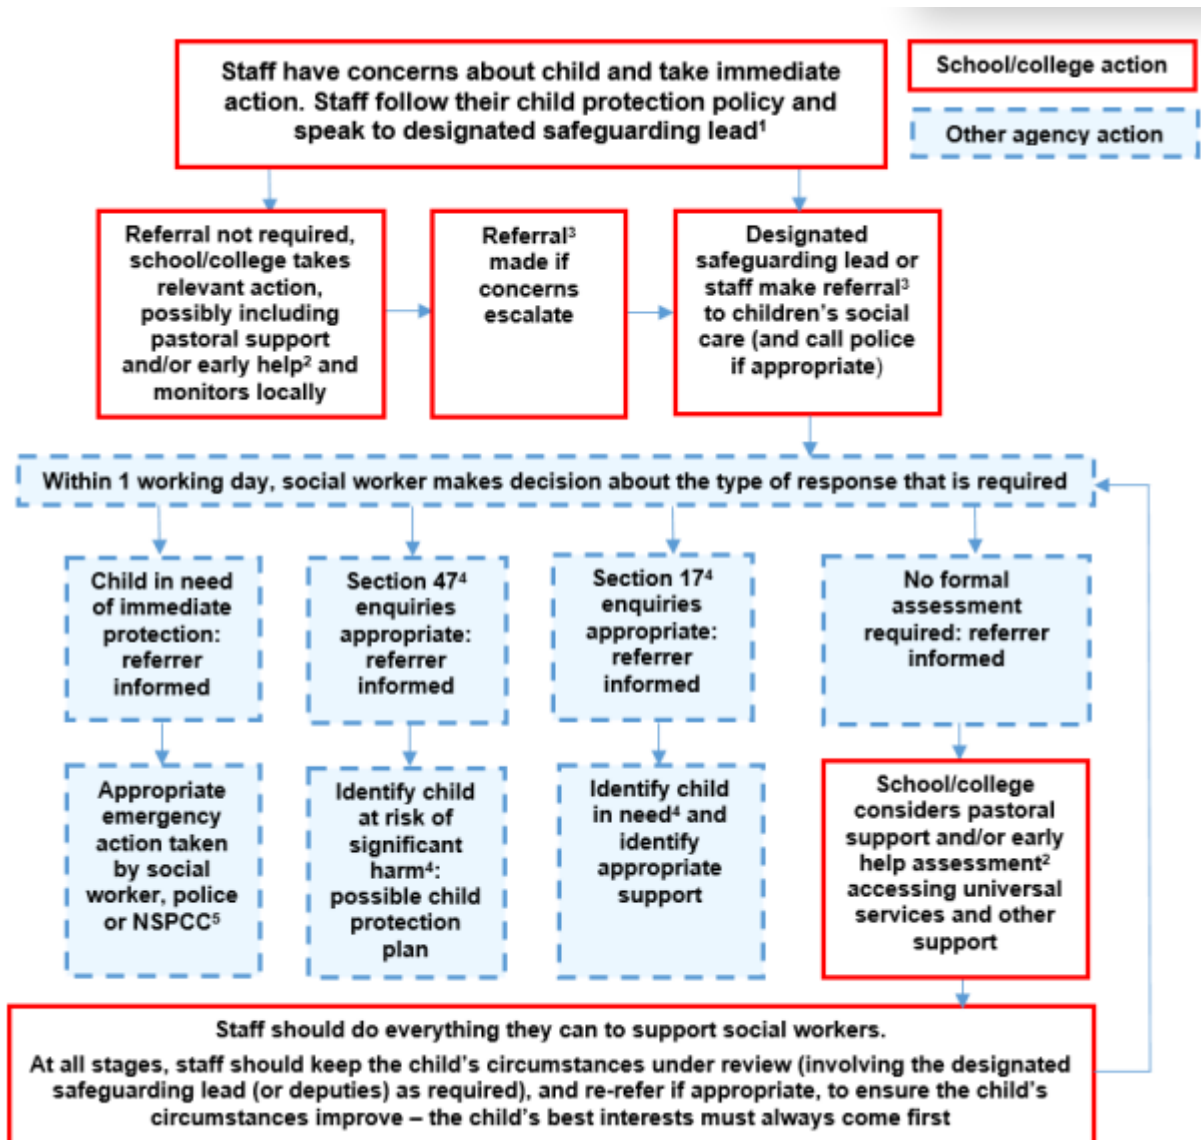 Staff have concerns about child and take immediate
action. Staff follow their child protection policy and
speak to designated safeguarding lead¹
School/college action
Other agency action
Referral not required,
school/college takes
relevant action,
possibly including
pastoral support
and/or early help² and
monitors locally
Referral³
made if
concerns
escalate
Designated
safeguarding lead or
staff make referral³
to children’s social
care (and call police
if appropriate)
Within 1 working day, social worker makes decision about the type of response that is required
Child in need
of immediate
protection:
referrer
informed
Section 47⁴
enquiries
appropriate:
referrer
informed
Section 17⁴
enquiries
appropriate:
referrer
informed
No formal
assessment
required: referrer
informed
Appropriate
emergency
action taken
by social
worker, police
or NSPCC⁵
Identify child
at risk of
significant
harm⁴:
possible child
protection
plan
Identify child
in need⁴ and
identify
appropriate
support
School/college
considers pastoral
support and/or early
help assessment²
accessing universal
services and other
support
Staff should do everything they can to support social workers.
At all stages, staff should keep the child’s circumstances under review (involving the designated
safeguarding lead (or deputies) as required), and re-refer if appropriate, to ensure the child’s
circumstances improve – the child’s best interests must always come first